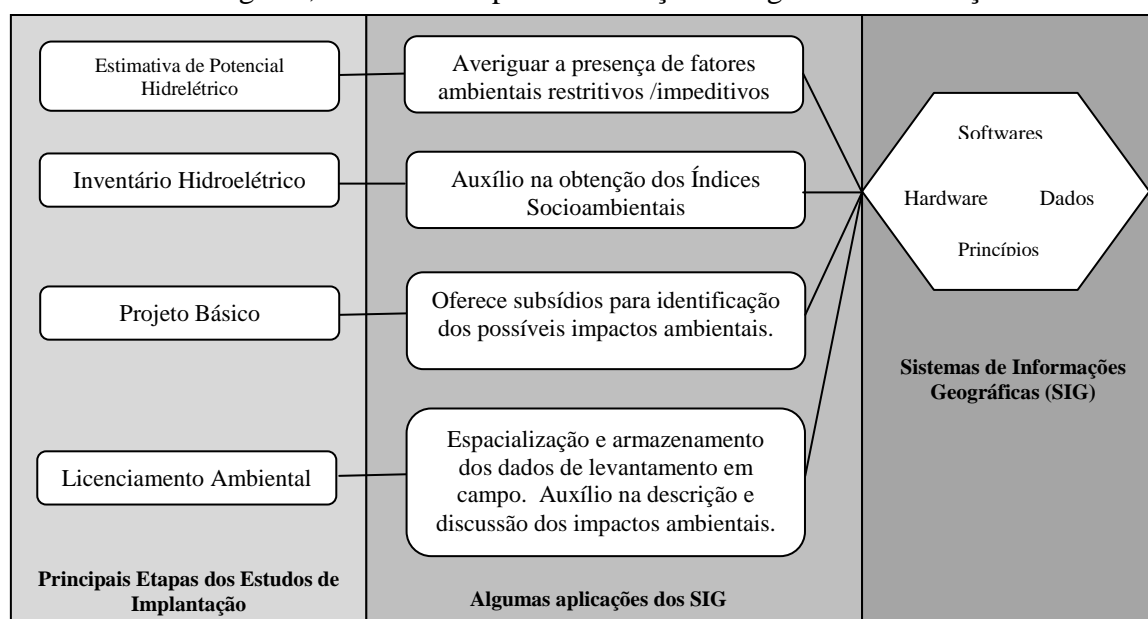 Estimativa de Potencial
Hidrelétrico
Averiguar a presença de fatores
ambientais restritivos /impeditivos
Softwares
Hardware Dados
Princípios
Inventário Hidroelétrico
Auxílio na obtenção dos Índices
Socioambientais
Projeto Básico
Oferece subsídios para identificação
dos possíveis impactos ambientais.
Sistemas de Informações
Geográficas (SIG)
Licenciamento Ambiental
Espacialização e armazenamento
dos dados de levantamento em
campo. Auxílio na descrição e
discussão dos impactos ambientais.
Principais Etapas dos Estudos de
Implantação
Algumas aplicações dos SIG